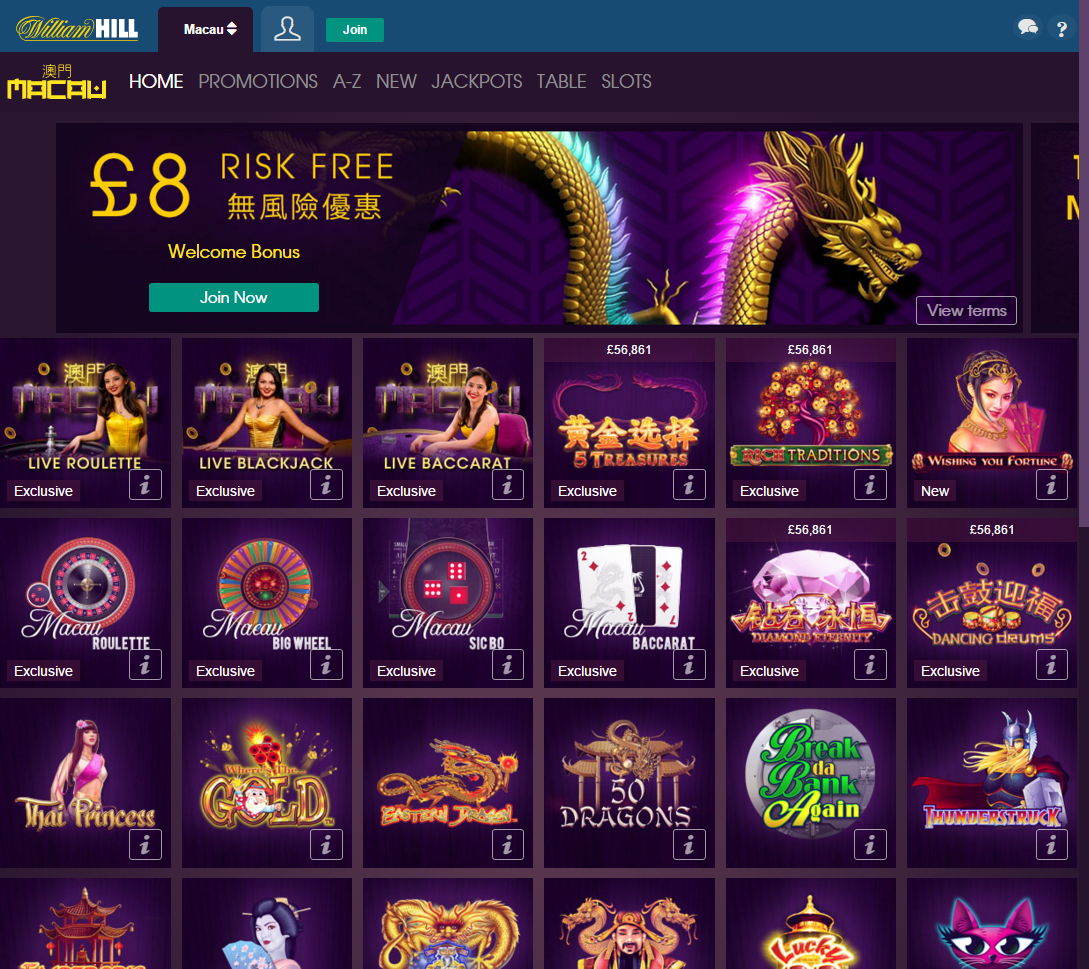 William HILL
Macau
Join
?
澳門
MACAU
HOME
PROMOTIONS
A-Z
NEW
JACKPOTS
TABLE
SLOTS
£8
RISK FREE
無風險優惠
Welcome Bonus
Join Now
View terms
澳門
MACAU
LIVE ROULETTE
Exclusive
i
澳門
MACAU
LIVE BLACKJACK
Exclusive
i
澳門
MACAU
LIVE BACCARAT
Exclusive
i
£56,861
黄金选择
5 TREASURES
Exclusive
i
£56,861
RICH TRADITIONS
Exclusive
i
WISHING YOU FORTUNE
New
i
Macau
ROULETTE
Exclusive
i
Macau
BIG WHEEL
Exclusive
i
Macau
SIC BO
Exclusive
i
2
7
Macau
BACCARAT
Exclusive
i
£56,861
钻石永恒
DIAMOND ETERNITY
Exclusive
i
£56,861
击鼓迎福
DANCING DRUMS
Exclusive
i
Thai Princess
i
Where's The
GOLD™
i
EASTERN DRAGON
i
50
DRAGONS™
i
Break
da
Bank
Again
i
THUNDERSTRUCK
i
Lucky